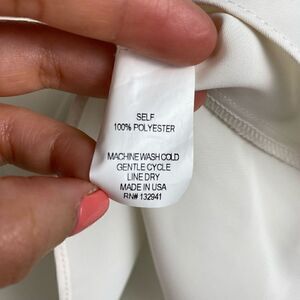 SELF
100% POLYESTER
MACHINE WASH COLD
GENTLE CYCLE
LINE DRY
MADE IN USA
RN# 132941